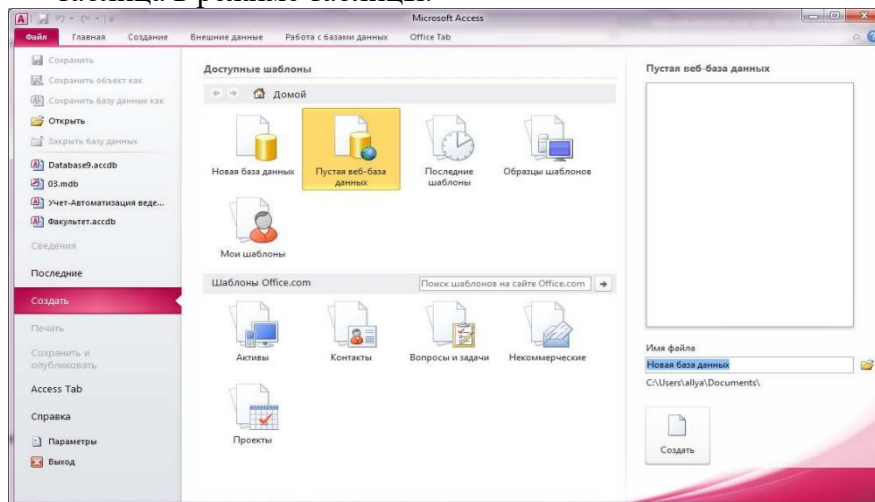 таблица в режиме таблицы.
Microsoft Access
Файл Главная Создание Внешние данные Работа с базами данных Office Tab
Сохранить
Сохранить объект как
Сохранить базу данных как
Открыть
Закрыть базу данных
Database9.accdb
03.mdb
Учет-Автоматизация веде...
Факультет.accdb
Сведения
Последние
Создать
Печать
Сохранить и
опубликовать
Access Tab
Справка
Параметры
Выход
Доступные шаблоны
Домой
Новая база данных
Пустая веб-база
данных
Последние
шаблоны
Образцы шаблонов
Мои шаблоны
Шаблоны Office.com
Поиск шаблонов на сайте Office.com
Активы
Контакты
Вопросы и задачи
Некоммерческие
Проекты
Пустая веб-база данных
Имя файла
Новая база данных
C:\Users\allya\Documents\
Создать